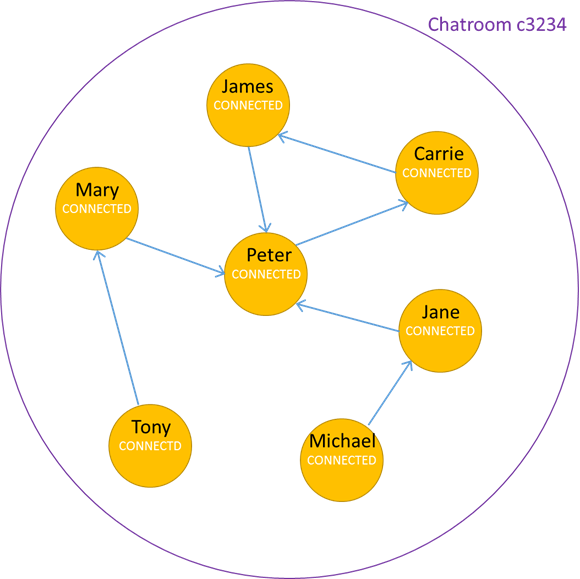 Chatroom c3234
James
CONNECTED
Carrie
CONNECTED
Mary
CONNECTED
Peter
CONNECTED
Jane
CONNECTED
Tony
CONNECTD
Michael
CONNECTED